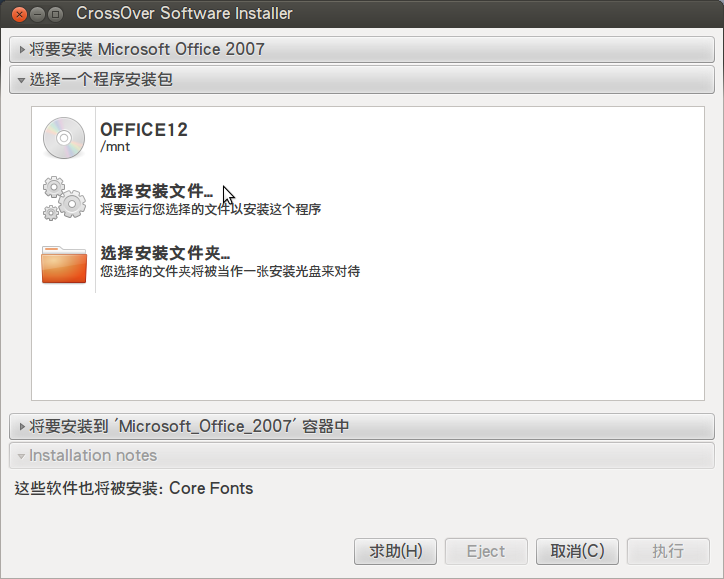 CrossOver Software Installer
将要安装 Microsoft Office 2007
选择一个程序安装包
OFFICE12
/mnt
选择安装文件...
将要运行您选择的文件以安装这个程序
选择安装文件夹...
您选择的文件夹将被当作一张安装光盘来对待
将要安装到 'Microsoft_Office_2007' 容器中
Installation notes
这些软件也将被安装: Core Fonts
求助(H) Eject 取消(C) 执行